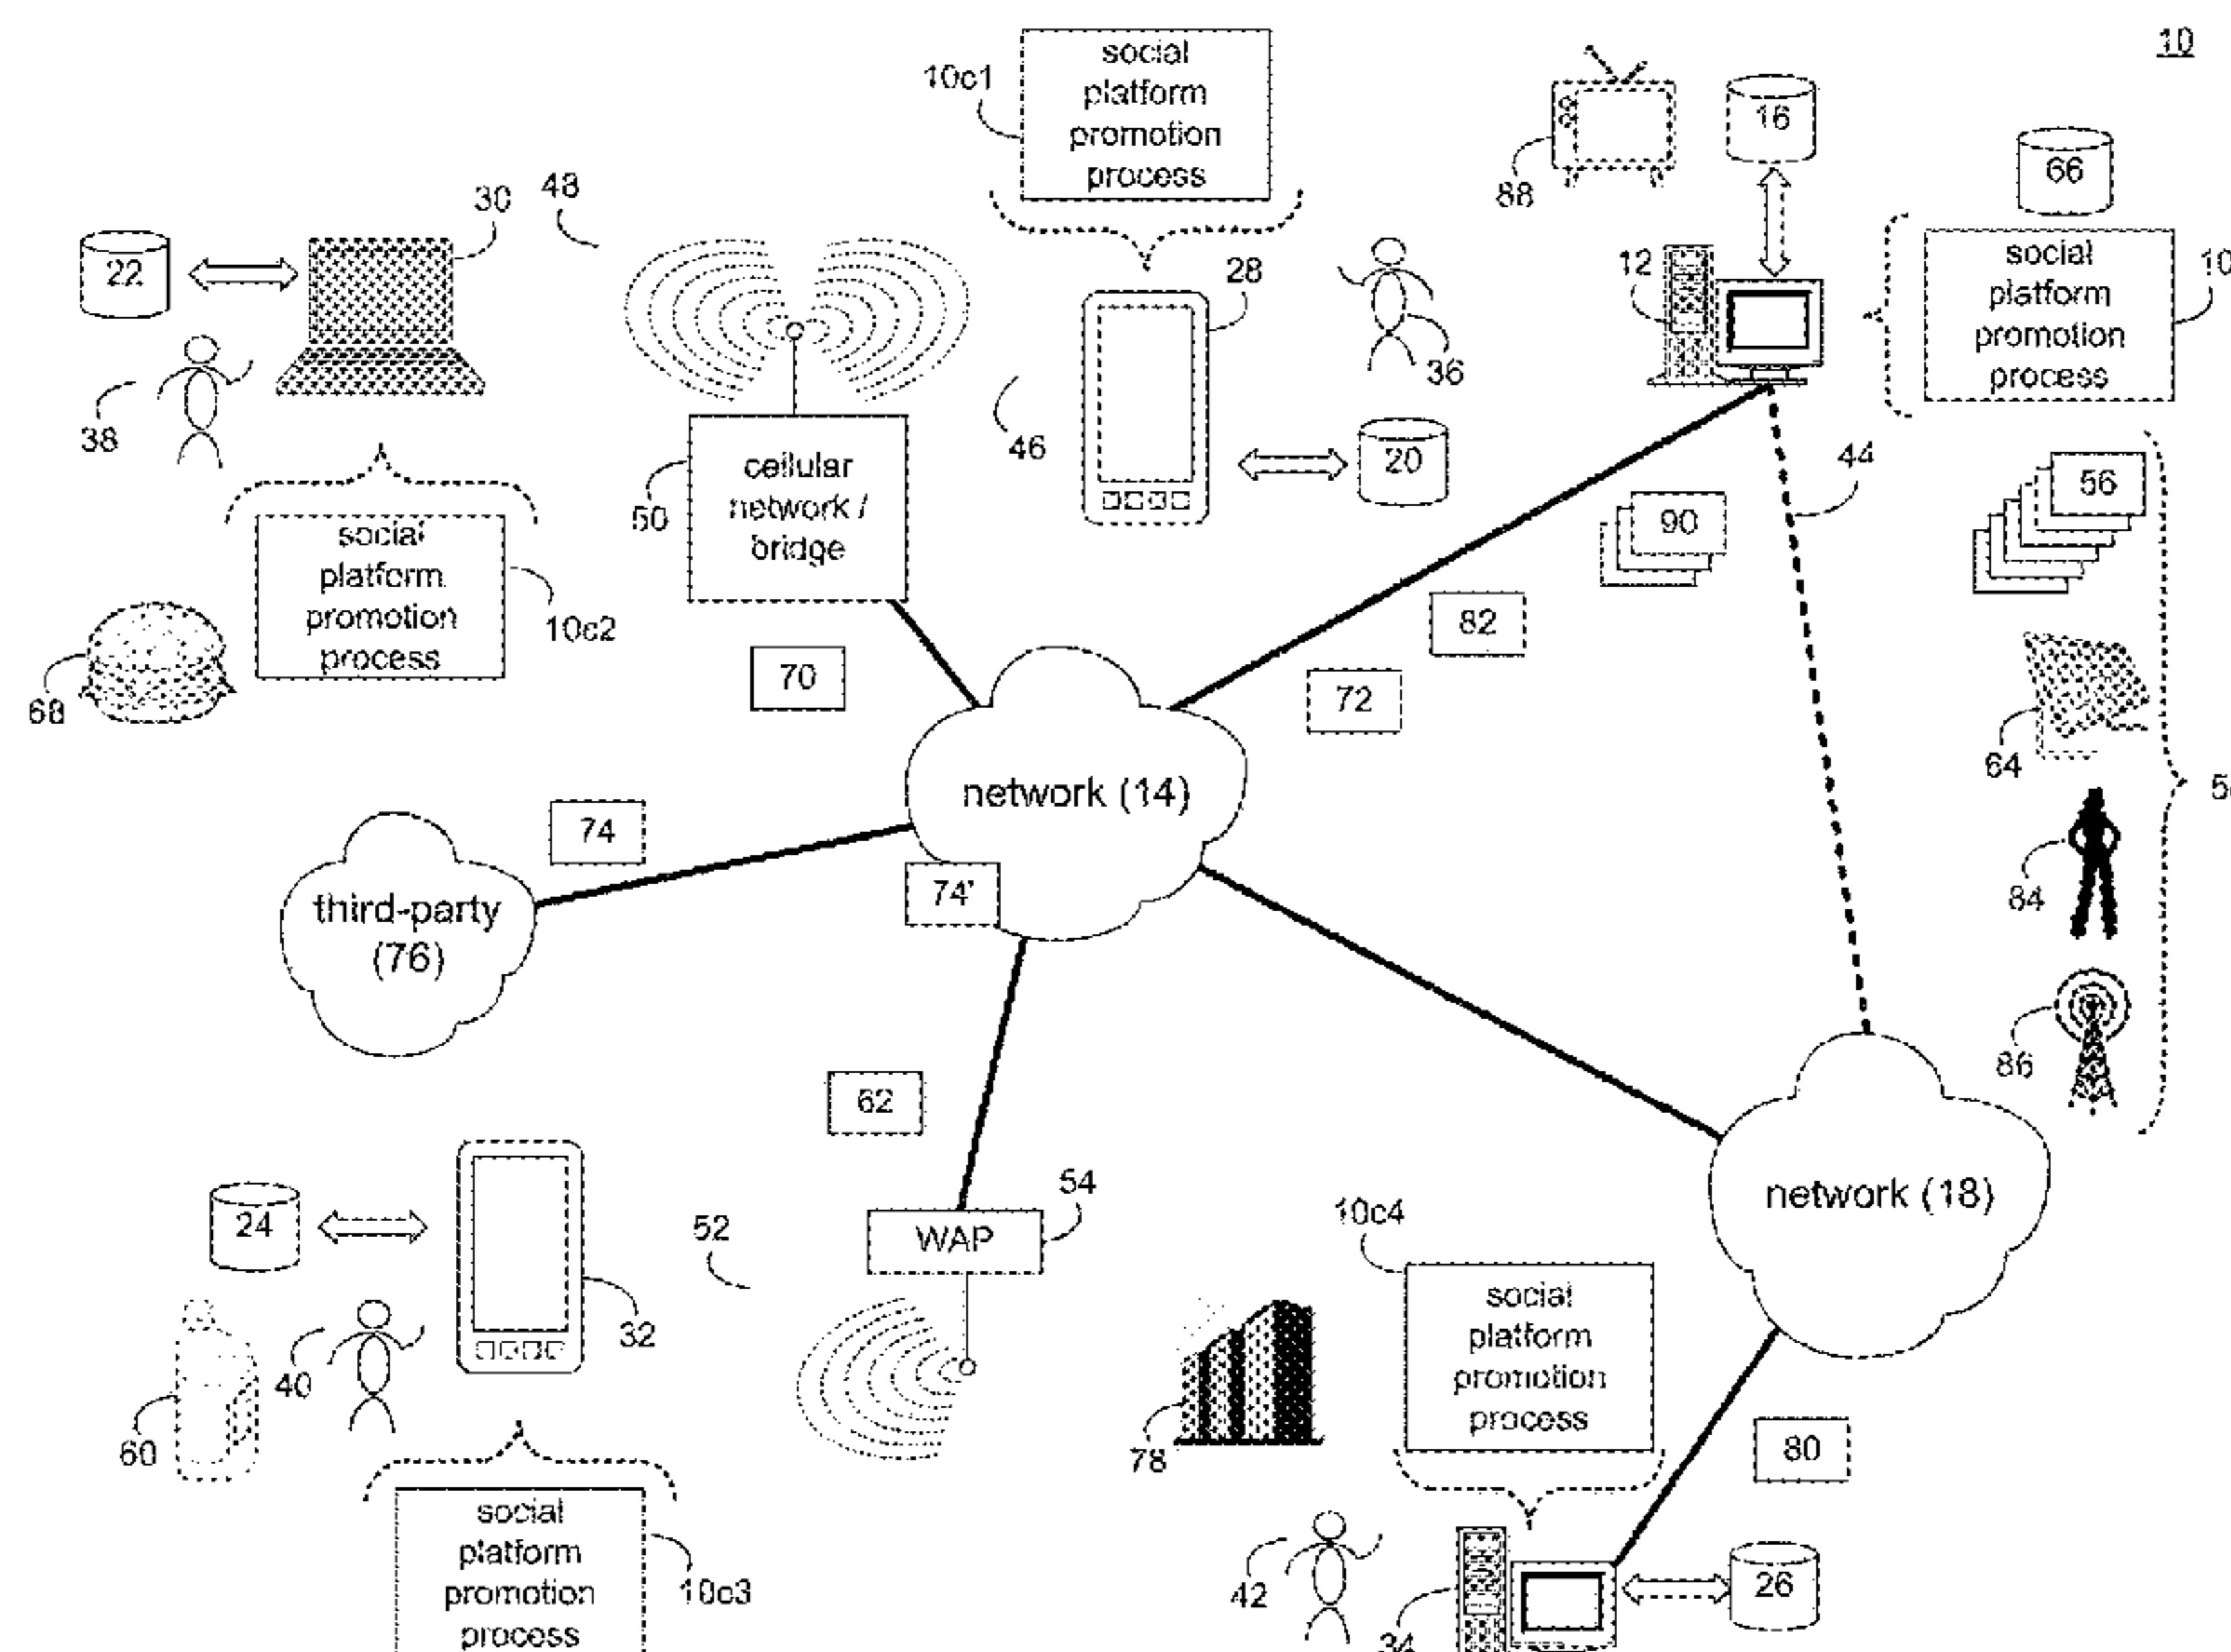 10
social
platform
promotion
process
10c1
88
16
66
12
social
platform
promotion
process
10
48
30
22
38
28
36
46
20
cellular
network /
bridge
50
44
56
90
82
72
70
social
platform
promotion
process
10c2
68
64
84
86
network (14)
74
74'
third-party
(76)
62
network (18)
24
32
52
54
WAP
40
60
social
platform
promotion
process
10c3
10c4
social
platform
promotion
process
78
80
42
34
26